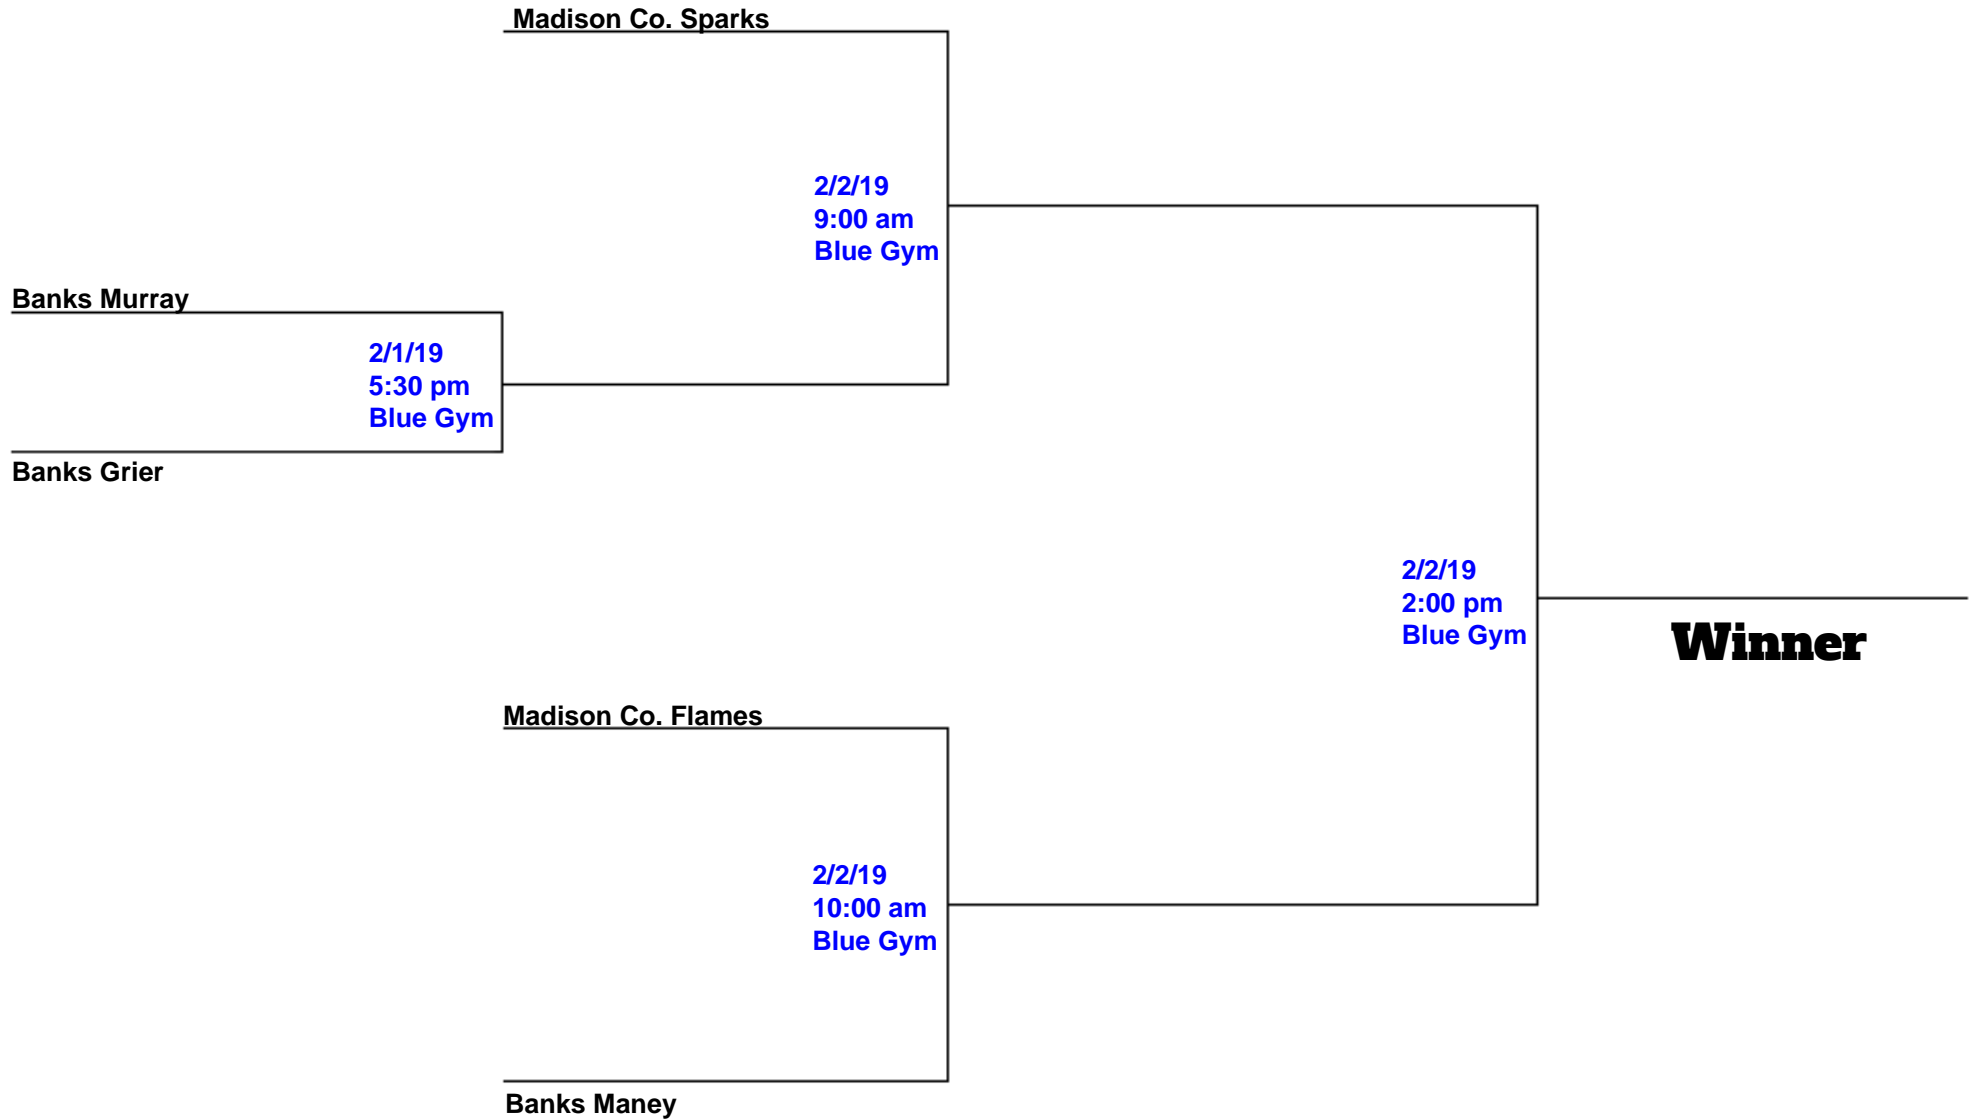 Madison Co. Sparks
2/2/19
9:00 am
Blue Gym
Banks Murray
2/1/19
5:30 pm
Blue Gym
Banks Grier
2/2/19
2:00 pm
Blue Gym
Winner
Madison Co. Flames
2/2/19
10:00 am
Blue Gym
Banks Maney